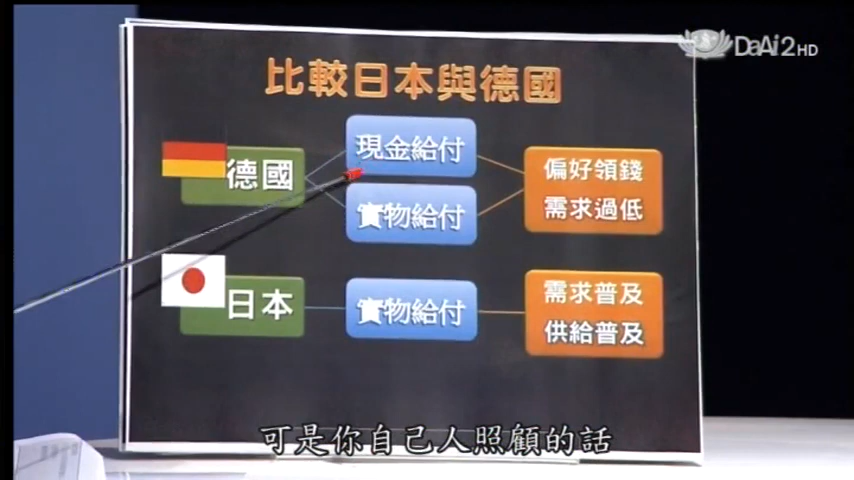 DaAi2HD
比較日本與德國
德國
現金給付
實物給付
偏好領錢
需求過低
日本
實物給付
需求普及
供給普及
可是你自己人照顧的話